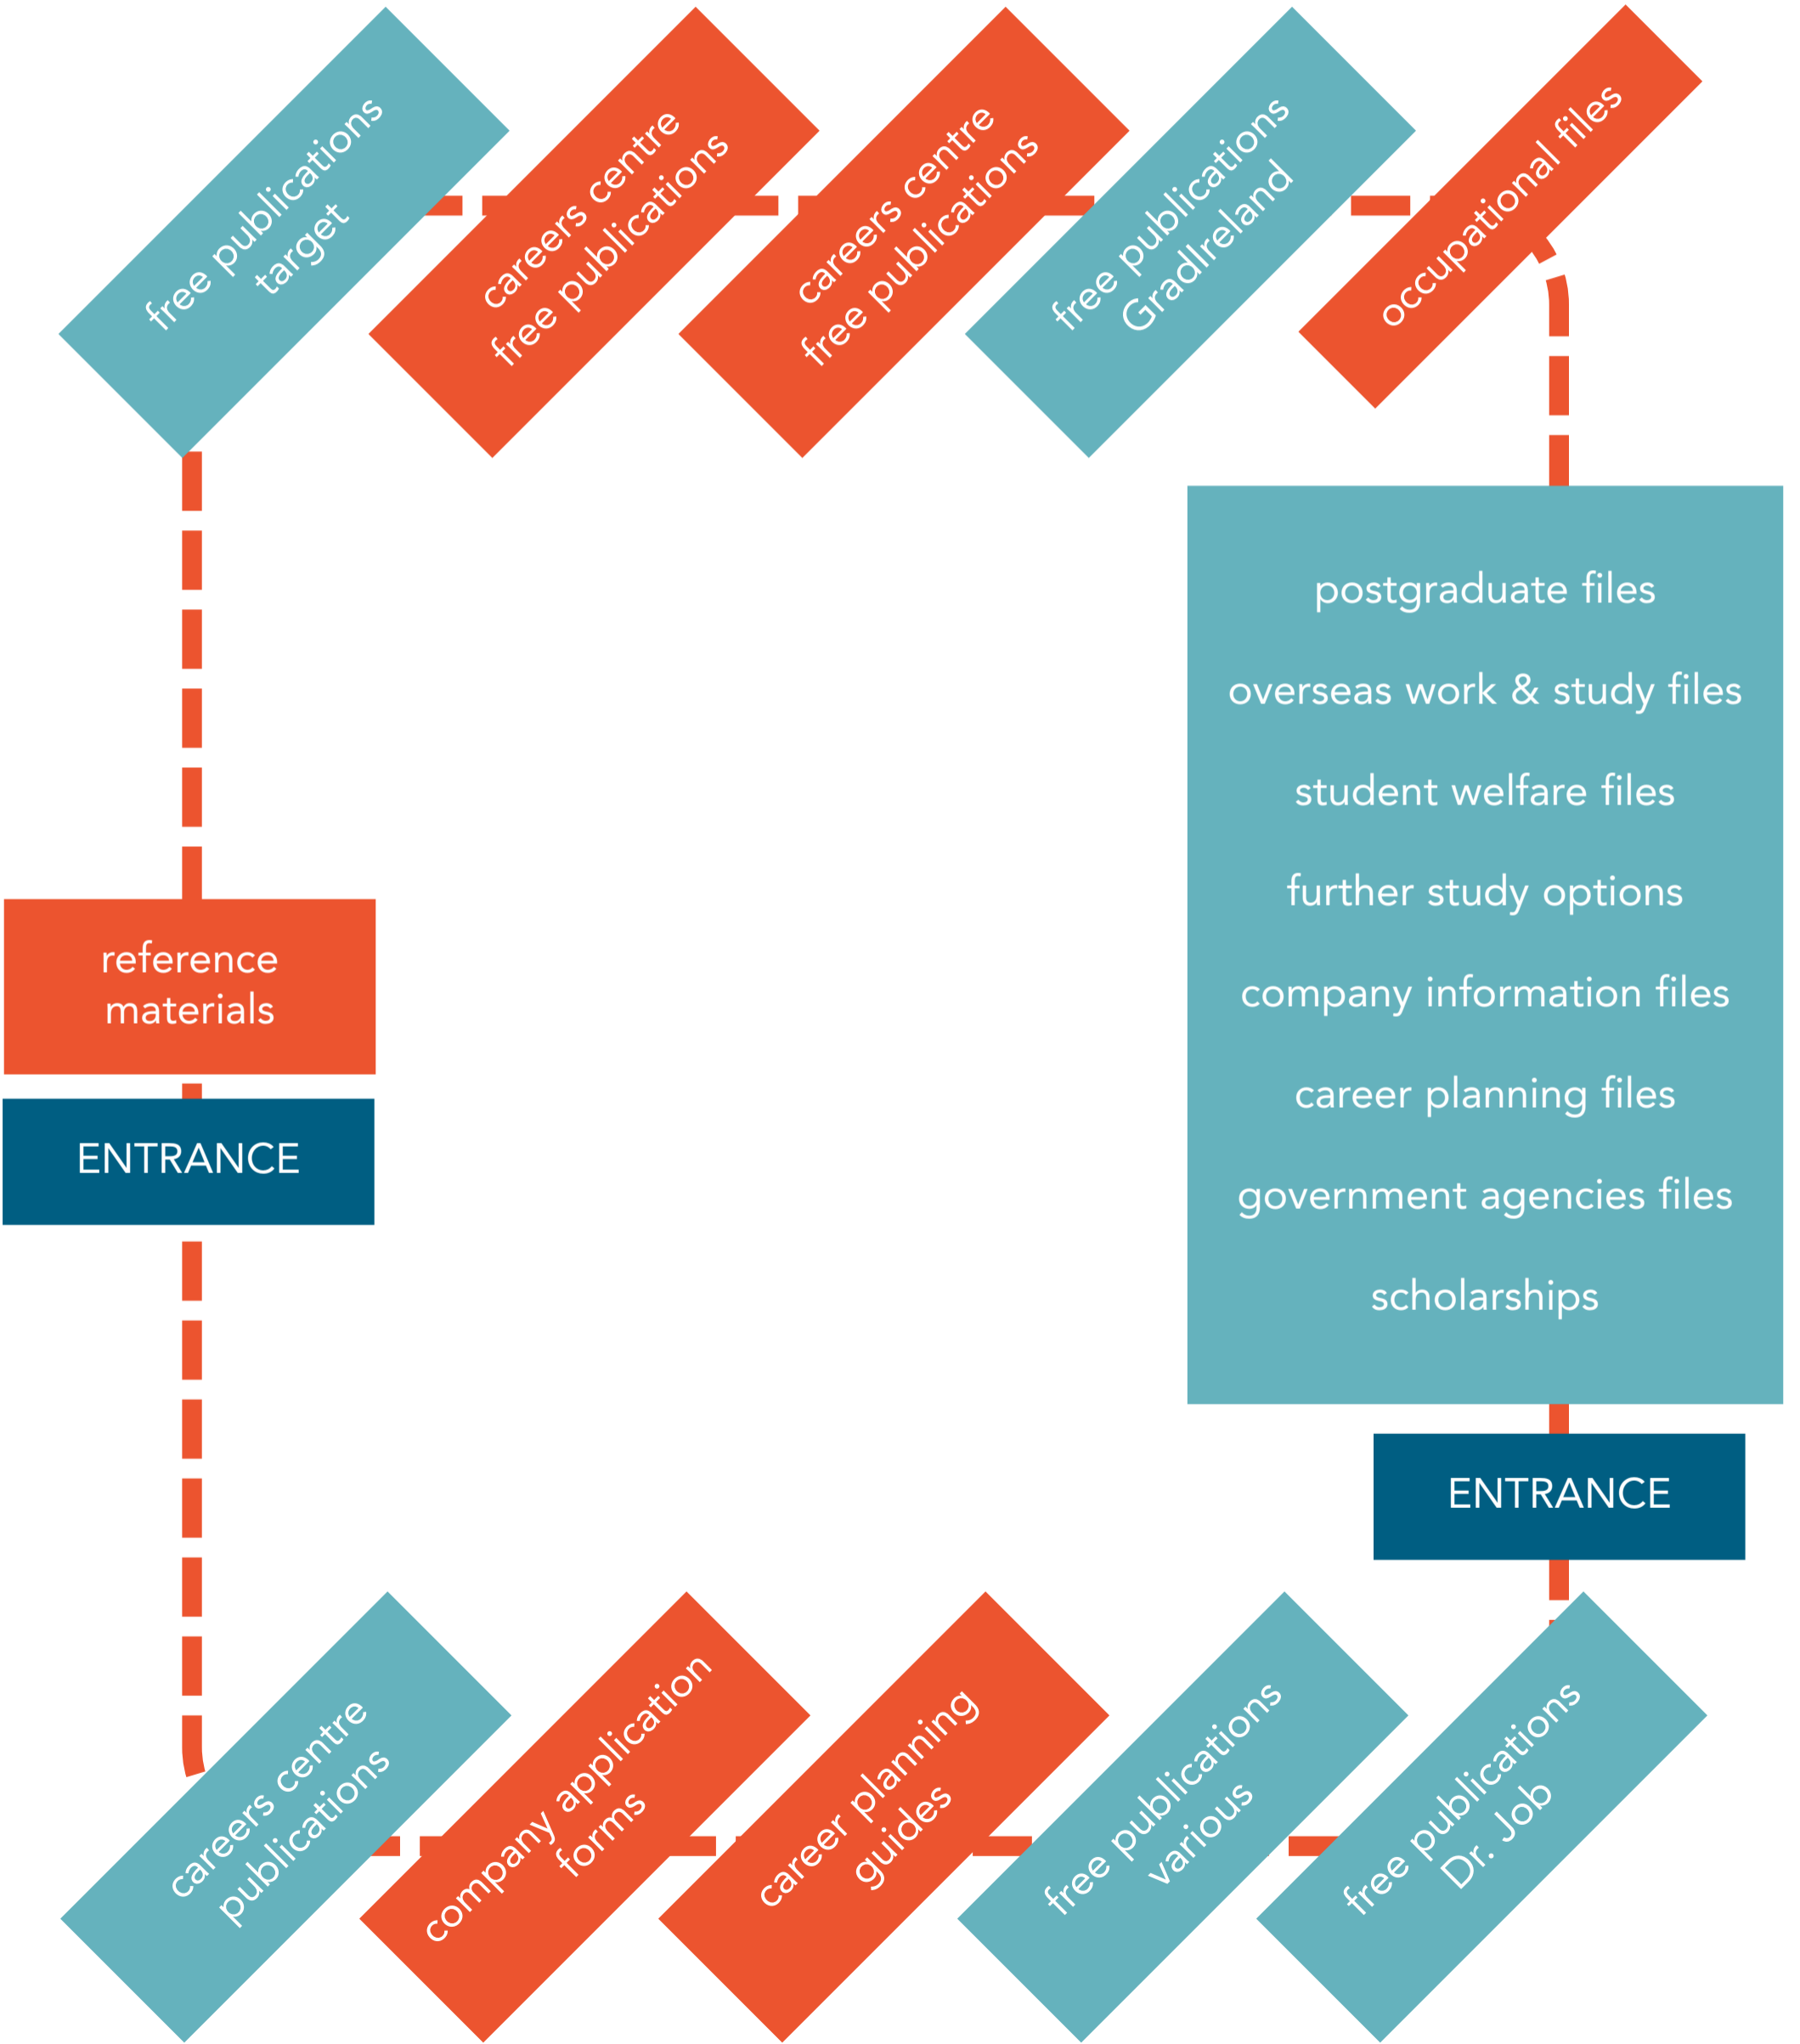 free publications
target
careers centre
free publications
careers centre
free publications
free publications
GradIreland
occupational files
postgraduate files
overseas work & study files
student welfare files
further study options
company information files
career planning files
government agencies files
scholarships
reference
materials
ENTRANCE
ENTRANCE
careers centre
publications
company application
forms
career planning
guides
free publications
various
free publications
Dr. Job